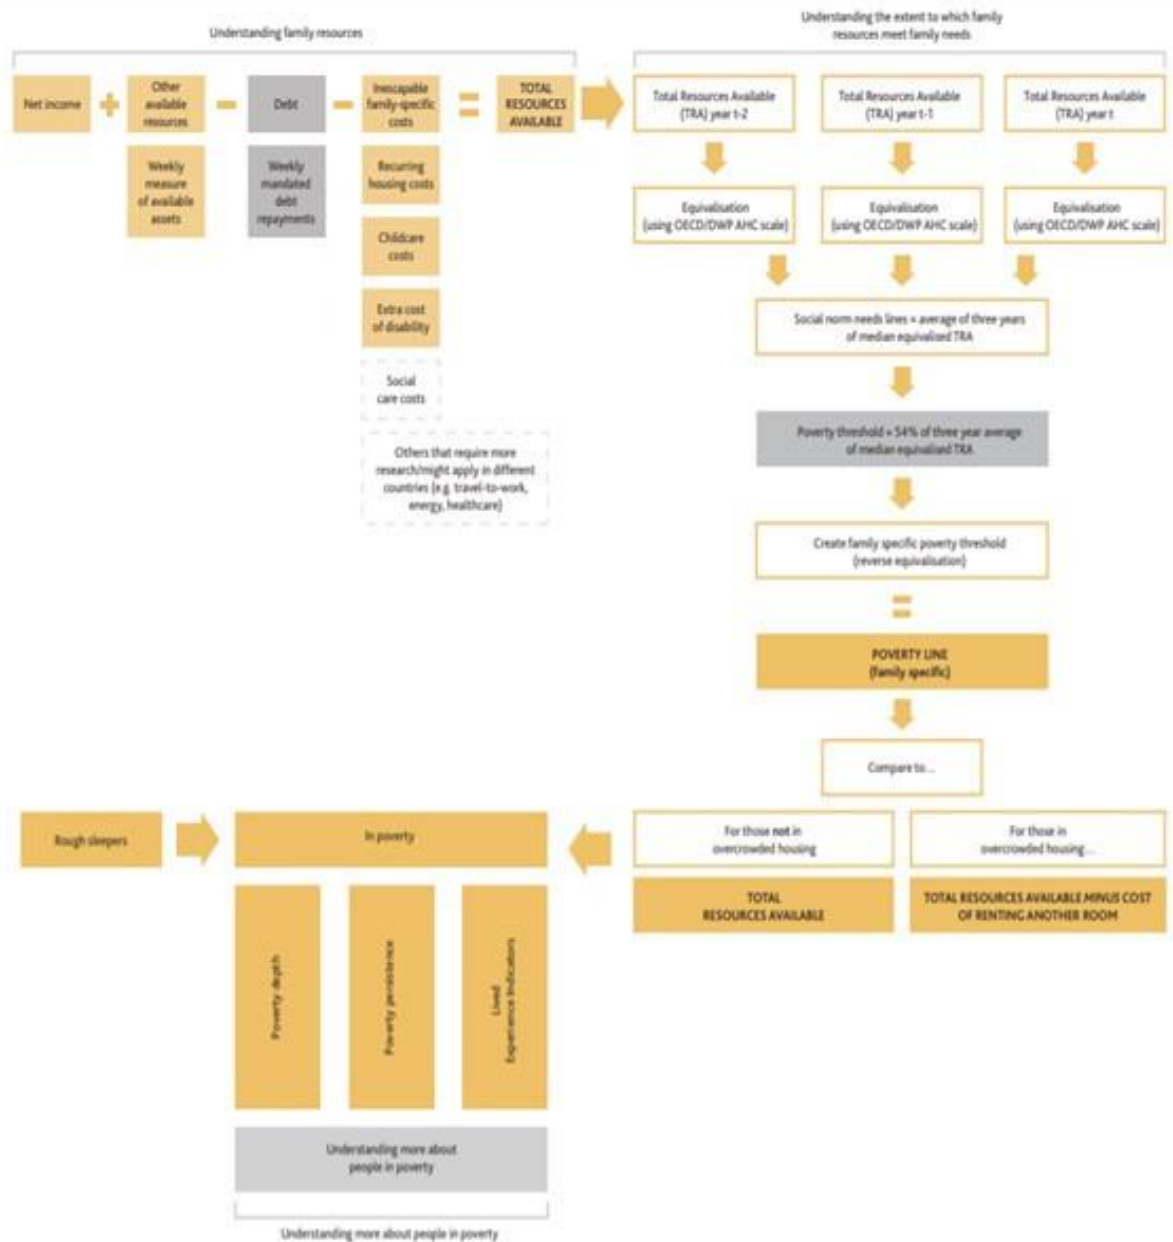 Understanding family resources
Understanding the extent to which family
resources meet family needs
Net income
Other
available
resources
Debt
Inescapable
family-specific
costs
TOTAL
RESOURCES
AVAILABLE
Total Resources Available
(TRA) year t-2
Total Resources Available
(TRA) year t-1
Total Resources Available
(TRA) year t
Weekly
measure
of available
assets
Weekly
mandated
debt
repayments
Recurring
housing costs
Childcare
costs
Extra cost
of disability
Social
care costs
Others that require more
research/might apply in different
countries (e.g. travel-to-work,
energy, healthcare)
Equivalisation
(using OECD/DWP AHC scale)
Equivalisation
(using OECD/DWP AHC scale)
Equivalisation
(using OECD/DWP AHC scale)
Social norm needs lines = average of three years
of median equivalised TRA
Poverty threshold = 54% of three year average
of median equivalised TRA
Create family specific poverty threshold
(reverse equivalisation)
POVERTY LINE
(family specific)
Compare to...
For those not in
overcrowded housing
For those in
overcrowded housing...
TOTAL
RESOURCES AVAILABLE
TOTAL RESOURCES AVAILABLE MINUS COST
OF RENTING ANOTHER ROOM
Rough sleepers
In poverty
Poverty depth
Poverty persistence
Lived
Experience Indicators
Understanding more about
people in poverty
Understanding more about people in poverty